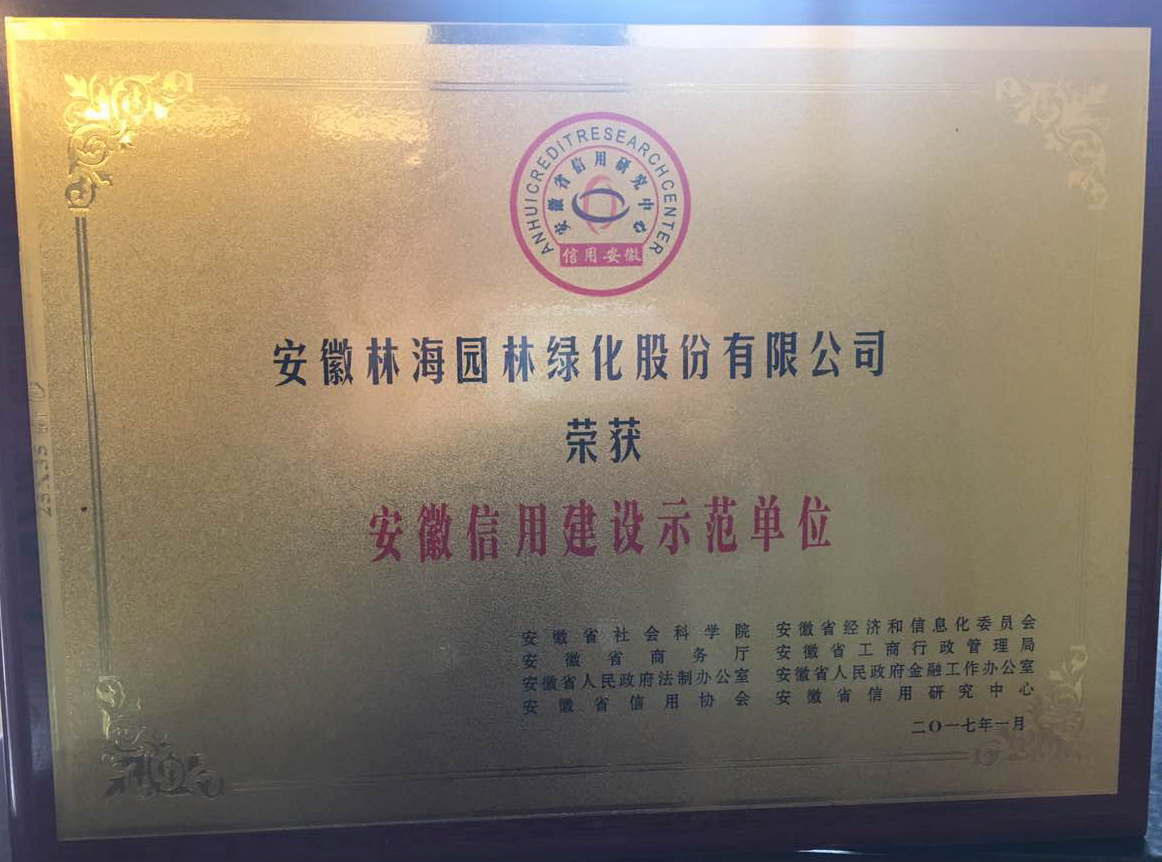 ANHUICREDITRESEARCHCENTER
安徽省信用研究中心
信用安徽
安徽林海园林绿化股份有限公司
荣获
安徽信用建设示范单位
安徽省社会科学院 安徽省经济和信息化委员会
安徽省商务厅 安徽省工商行政管理局
安徽省人民政府法制办公室 安徽省人民政府金融工作办公室
安徽省信用协会 安徽省信用研究中心
二〇一七年一月